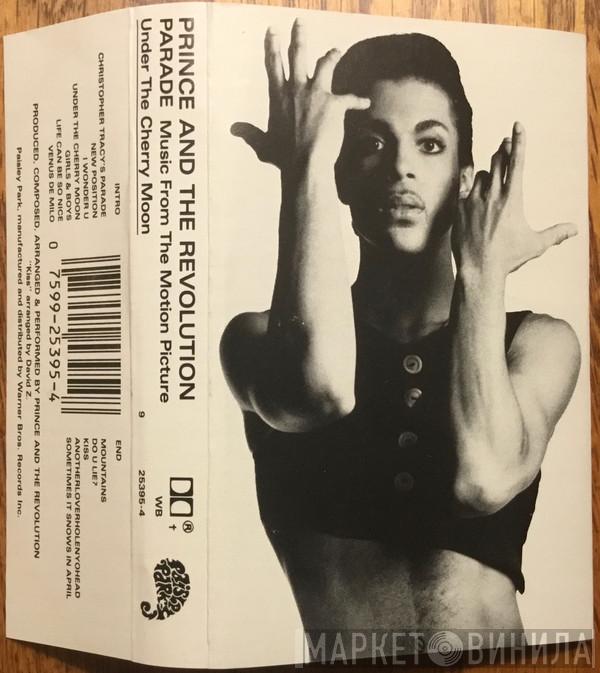 PRINCE AND THE REVOLUTION
PARADE Music From The Motion Picture
Under The Cherry Moon
9 25395-4
WB
INTRO
CHRISTOPHER TRACY'S PARADE
NEW POSITION
I WONDER U
UNDER THE CHERRY MOON
GIRLS & BOYS
LIFE CAN BE SO NICE
VENUS DE MILO
0 7599-25395-4
END
MOUNTAINS
DO U LIE?
KISS
ANOTHERLOVERHOLENYOHEAD
SOMETIMES IT SNOWS IN APRIL
PRODUCED, COMPOSED, ARRANGED & PERFORMED BY PRINCE AND THE REVOLUTION
"Kiss" arranged by David Z.
Paisley Park, manufactured and distributed by Warner Bros. Records Inc.
PAISLEY PARK
МАРКЕТ ВИНИЛА